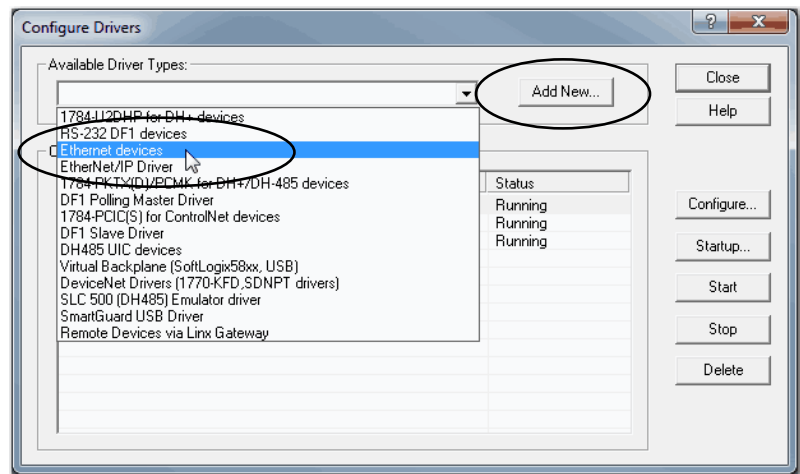 Configure Drivers
Available Driver Types:
Add New...
Close
Help
1784-U2DHP for DH+ devices
RS-232 DF1 devices
Ethernet devices
EtherNet/IP Driver
1784-PKTX(D)/PCMK for DH+/DH-485 devices
DF1 Polling Master Driver
1784-PCIC(S) for ControlNet devices
DF1 Slave Driver
DH485 UIC devices
Virtual Backplane (SoftLogix58xx, USB)
DeviceNet Drivers (1770-KFD,SDNPT drivers)
SLC 500 (DH485) Emulator driver
SmartGuard USB Driver
Remote Devices via Linx Gateway
Status
Running
Running
Running
Configure...
Startup...
Start
Stop
Delete